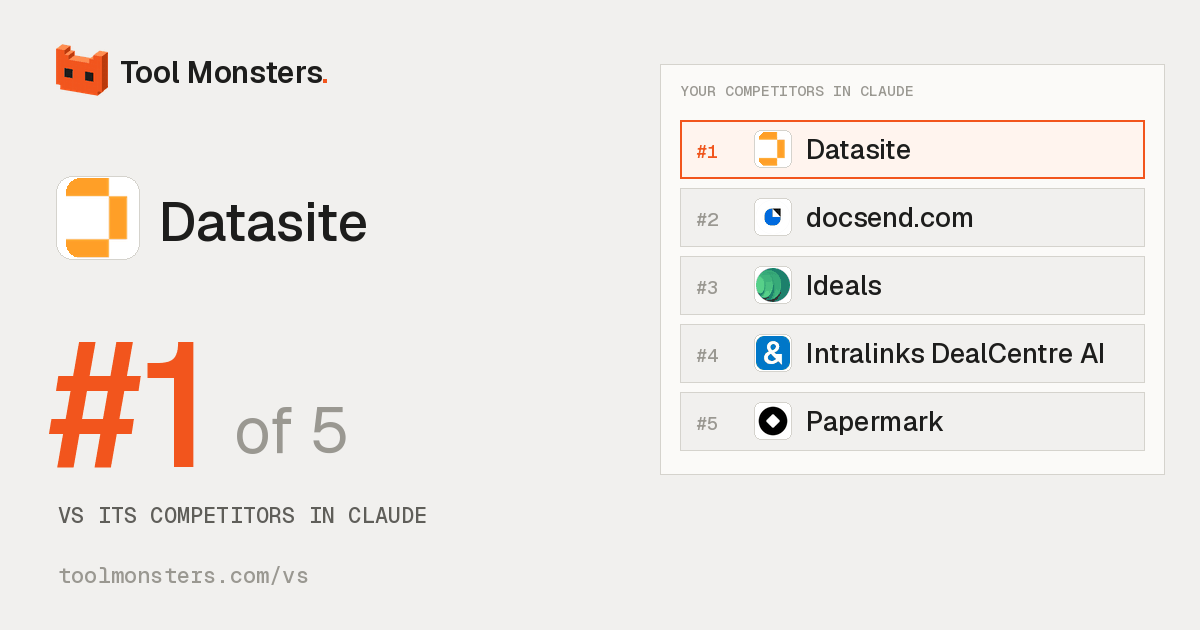 Tool Monsters.
Datasite
#1 of 5
VS ITS COMPETITORS IN CLAUDE
toolmonsters.com/vs
YOUR COMPETITORS IN CLAUDE
#1 Datasite
#2 docsend.com
#3 Ideals
#4 & Intralinks DealCentre AI
#5 Papermark